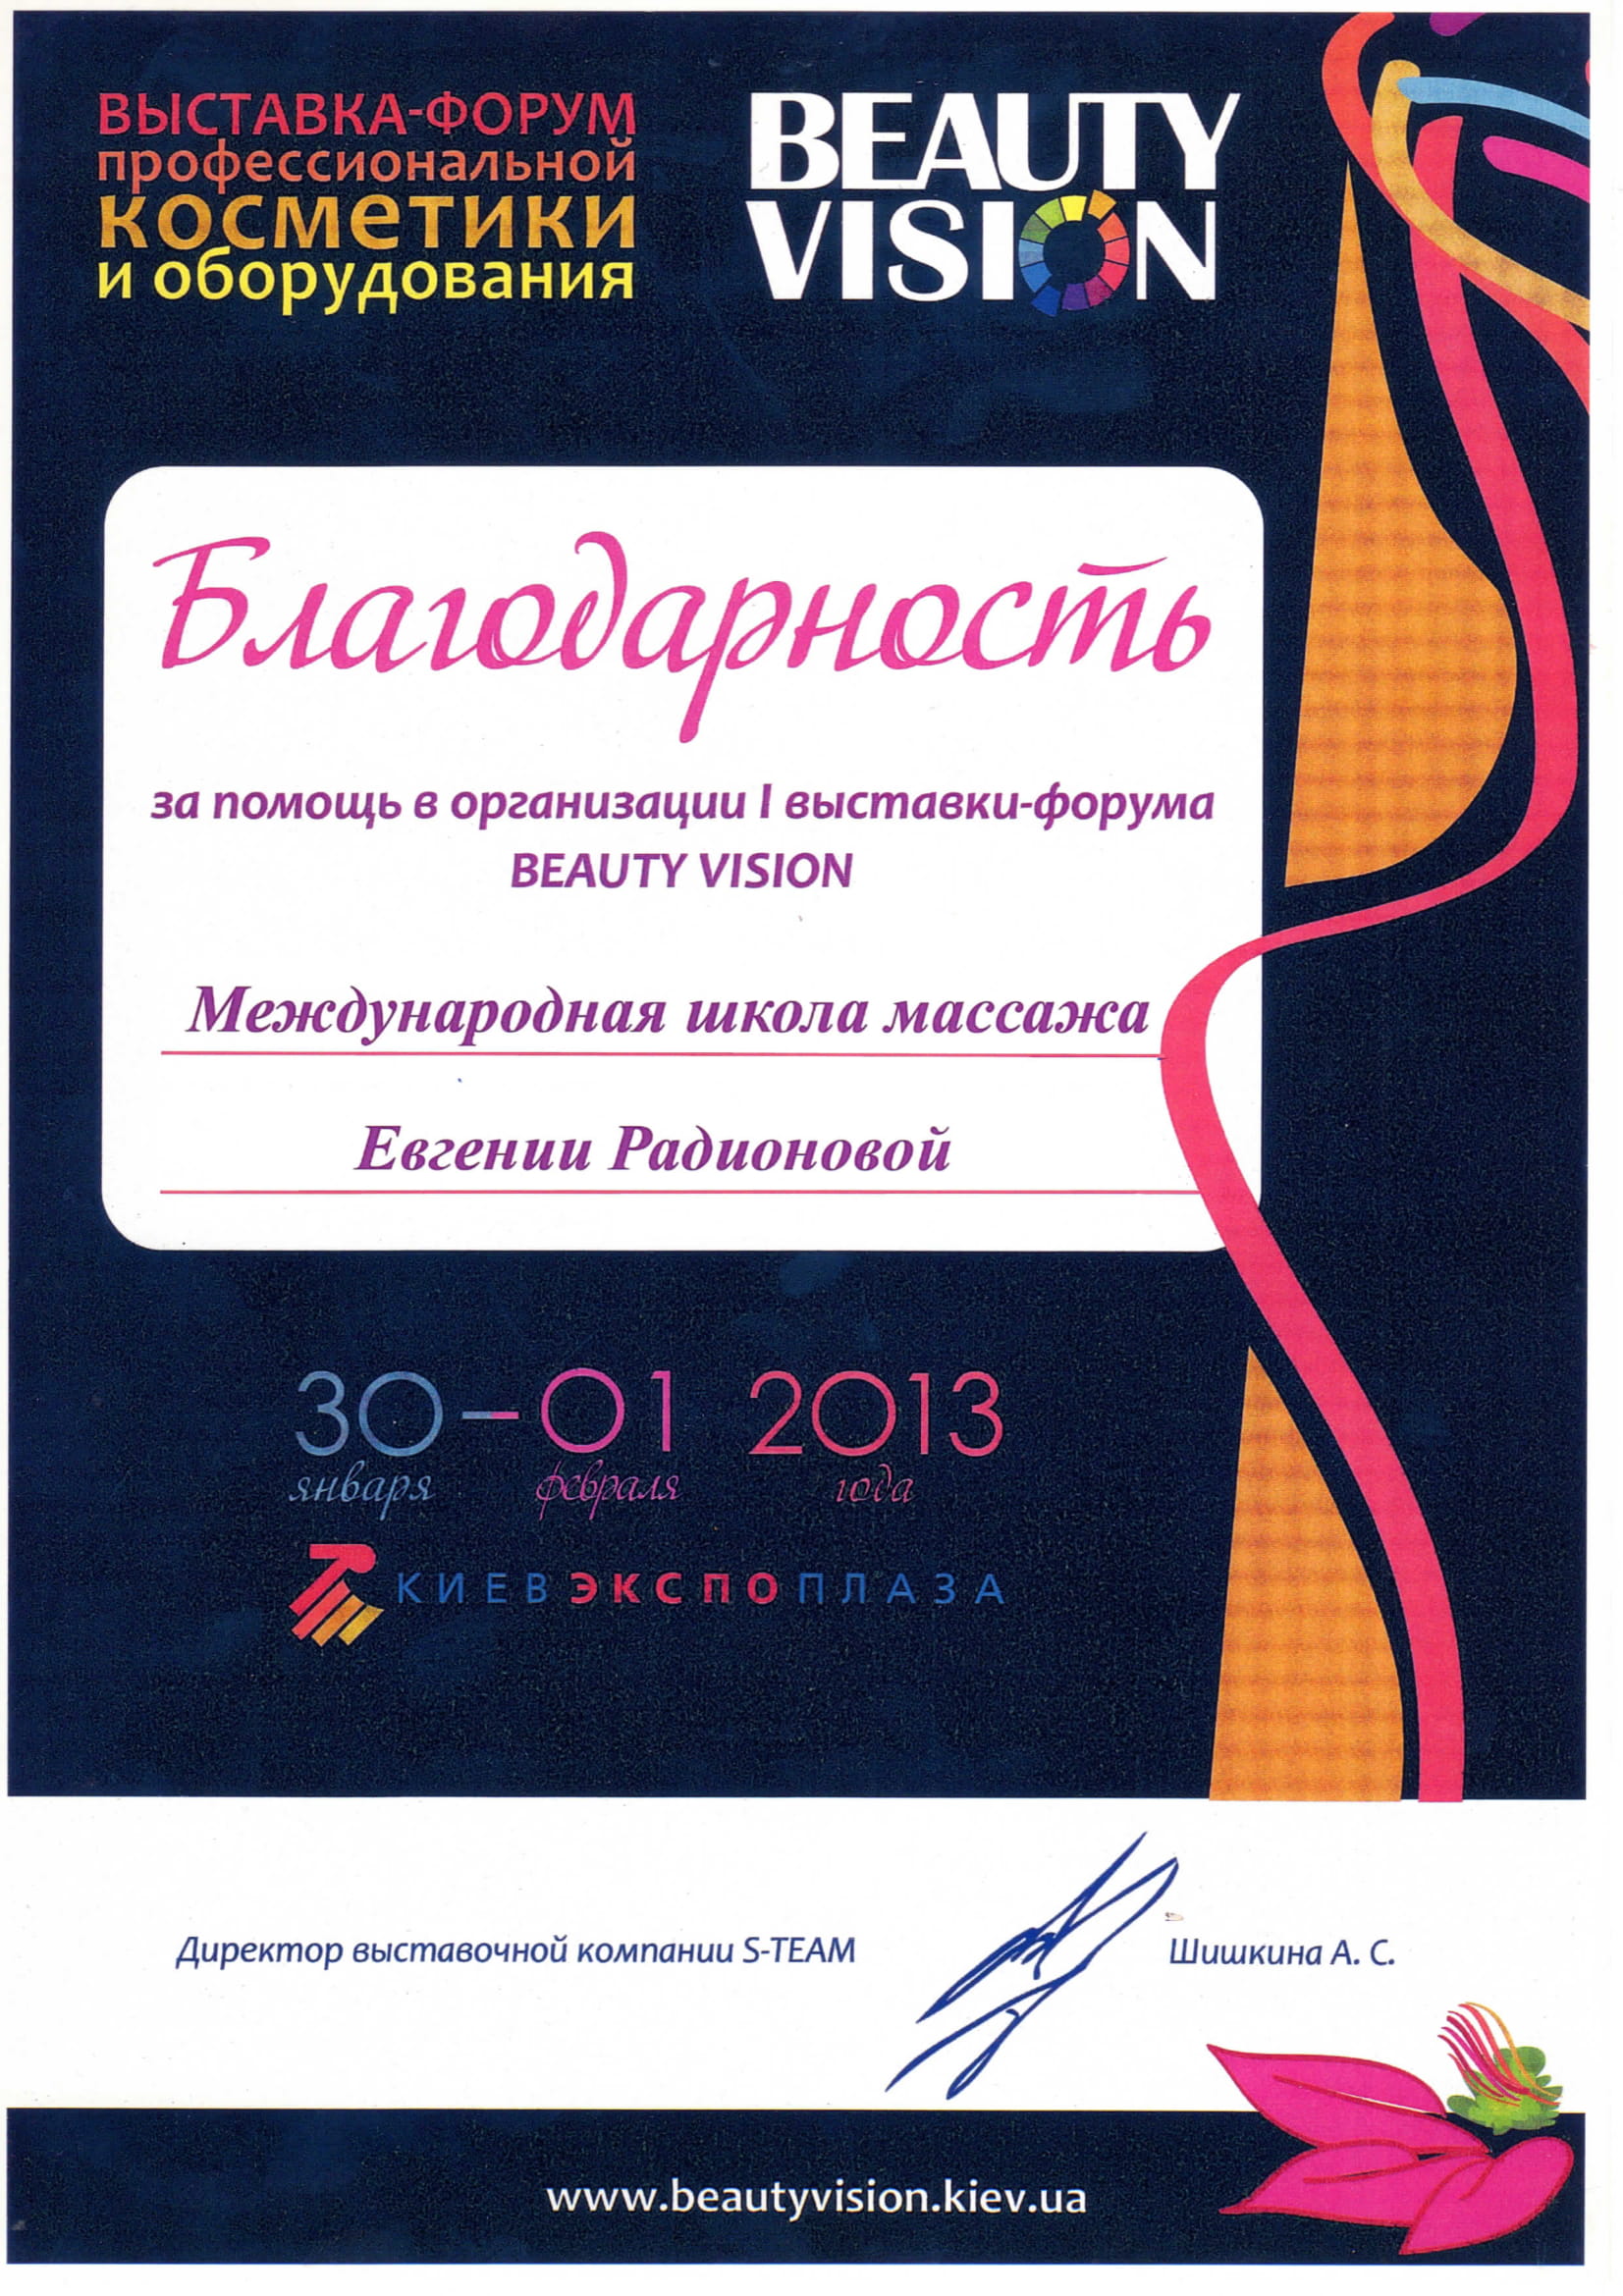 ВЫСТАВКА-ФОРУМ
профессиональной
косметики
и оборудования
BEAUTY
VISION
Благодарность
за помощь в организации I выставки-форума
BEAUTY VISION
Международная школа массажа
Евгении Радионовой
30–01 2013
января февраля года
КИЕВЭКСПОПЛАЗА
Директор выставочной компании S-TEAM Шишкина А. С.
www.beautyvision.kiev.ua